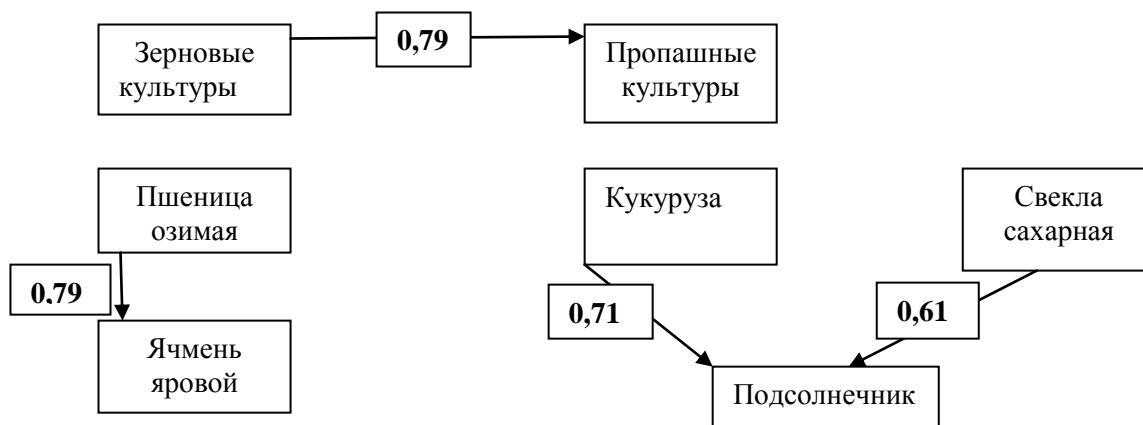 Зерновые
культуры
0,79
Пропашные
культуры
Пшеница
озимая
Кукуруза
Свекла
сахарная
0,79
0,71
0,61
Ячмень
яровой
Подсолнечник